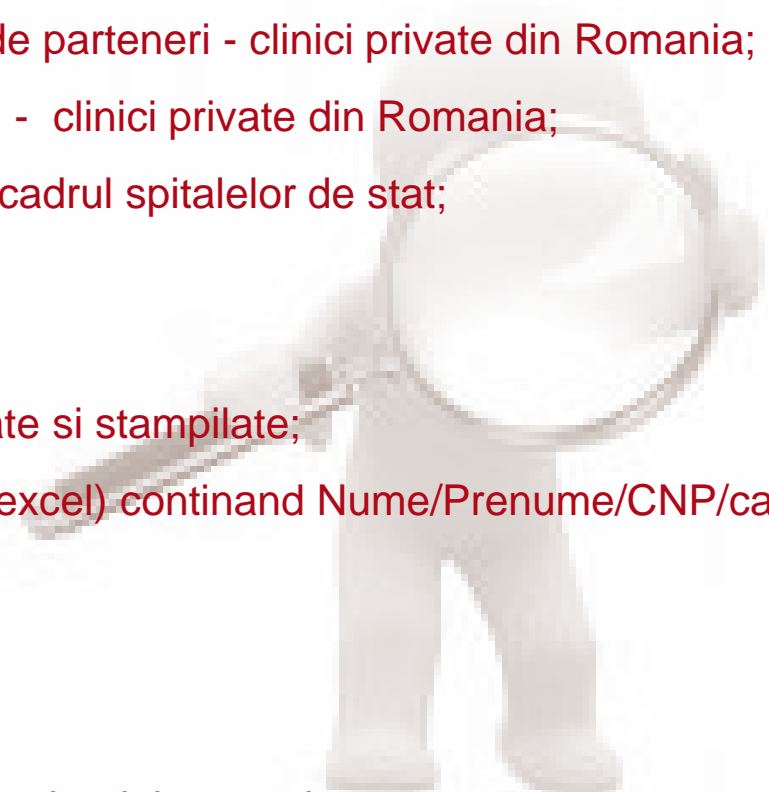 de parteneri - clinici private din Romania;
- clinici private din Romania;
cadrul spitalelor de stat;
ate si stampilate;
excel) continand Nume/Prenume/CNP/ca